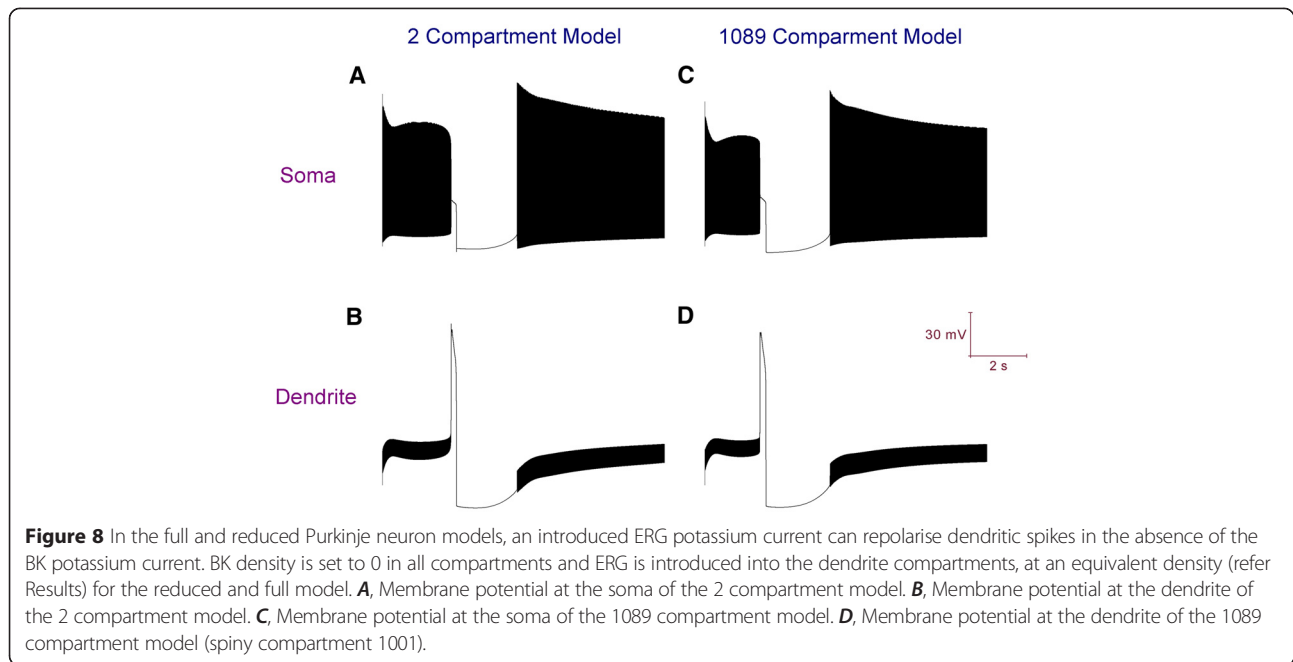 2 Compartment Model
1089 Comparment Model
A
C
Soma
B
D
30 mV
2 s
Dendrite
Figure 8 In the full and reduced Purkinje neuron models, an introduced ERG potassium current can repolarise dendritic spikes in the absence of the
BK potassium current. BK density is set to 0 in all compartments and ERG is introduced into the dendrite compartments, at an equivalent density (refer
Results) for the reduced and full model. A, Membrane potential at the soma of the 2 compartment model. B, Membrane potential at the dendrite of
the 2 compartment model. C, Membrane potential at the soma of the 1089 compartment model. D, Membrane potential at the dendrite of the 1089
compartment model (spiny compartment 1001).